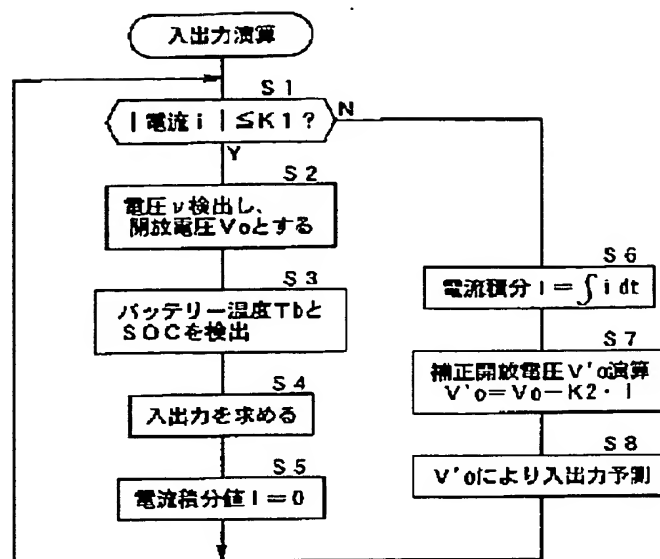 入出力演算
S1
|電流i|≦K1?
N
Y
S2
電圧v検出し、
開放電圧Voとする
S3
バッテリー温度Tbと
SOCを検出
S4
入出力を求める
S5
電流積分値I=0
S6
電流積分I=∫i dt
S7
補正開放電圧V'o演算
V'o=Vo−K2・I
S8
V'oにより入出力予測